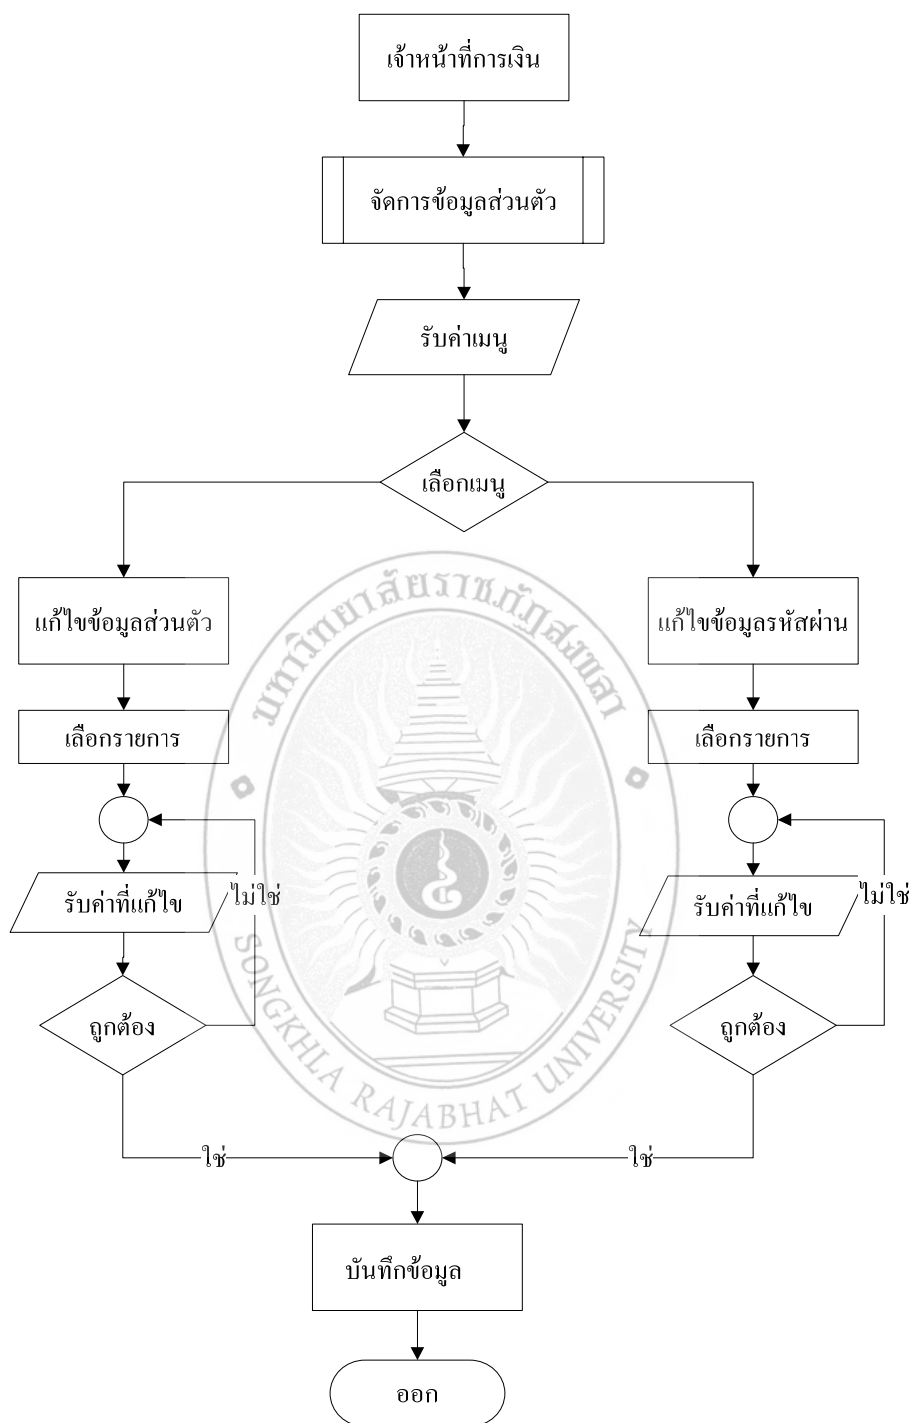 เจ้าหน้าที่การเงิน
จัดการข้อมูลส่วนตัว
รับค่าเมนู
เลือกเมนู
มหาวิทยาลัยราชภัฏสงขลา
แก้ไขข้อมูลส่วนตัว
แก้ไขข้อมูลรหัสผ่าน
เลือกรายการ
เลือกรายการ
รับค่าที่แก้ไข
ไม่ใช่
รับค่าที่แก้ไข
ไม่ใช่
ถูกต้อง
ถูกต้อง
SONGKHLA RAJABHAT UNIVERSITY
ใช่
ใช่
บันทึกข้อมูล
ออก